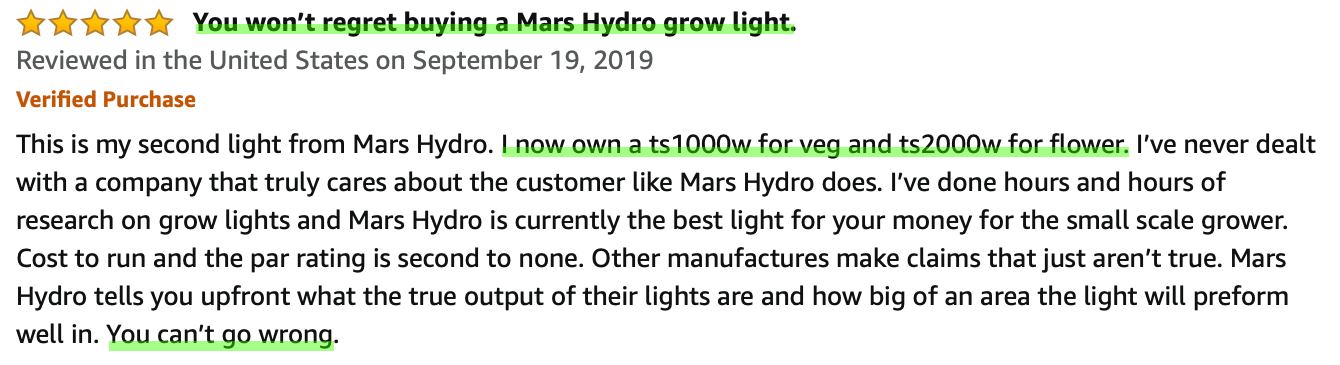 You won't regret buying a Mars Hydro grow light.
Reviewed in the United States on September 19, 2019
Verified Purchase
This is my second light from Mars Hydro. I now own a ts1000w for veg and ts2000w for flower. I've never dealt
with a company that truly cares about the customer like Mars Hydro does. I've done hours and hours of
research on grow lights and Mars Hydro is currently the best light for your money for the small scale grower.
Cost to run and the par rating is second to none. Other manufactures make claims that just aren't true. Mars
Hydro tells you upfront what the true output of their lights are and how big of an area the light will preform
well in. You can't go wrong.